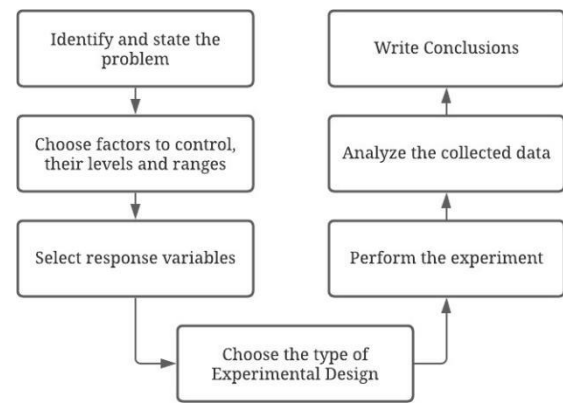 Identify and state the
problem
Choose factors to control,
their levels and ranges
Select response variables
Choose the type of
Experimental Design
Perform the experiment
Analyze the collected data
Write Conclusions